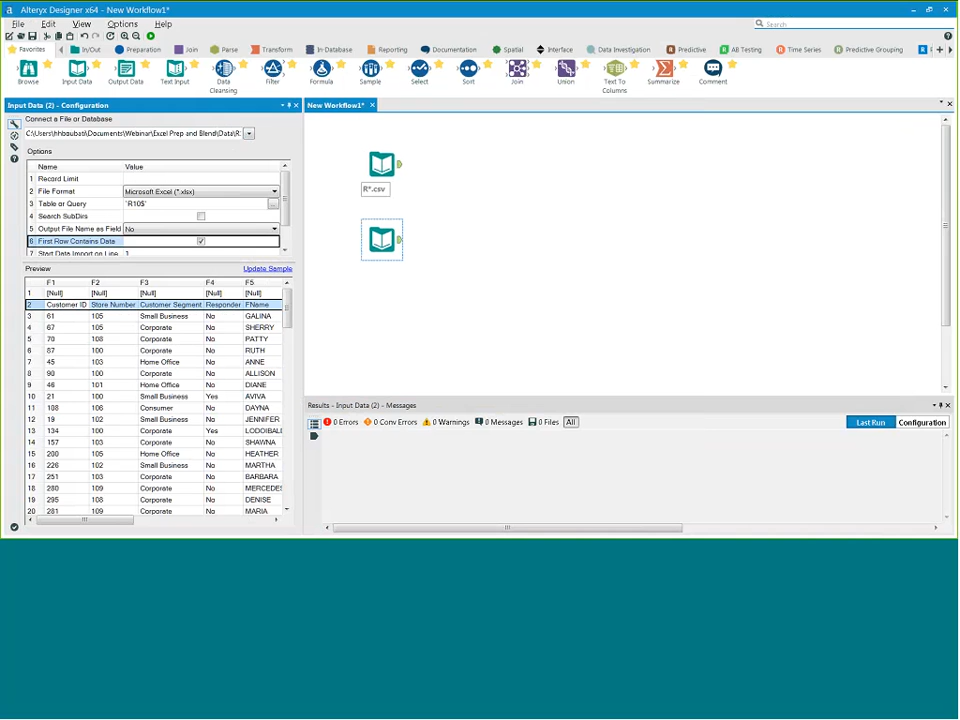 a Alteryx Designer x64 - New Workflow1*
File Edit View Options Help
Search
Favorites In/Out Preparation Join Parse Transform In-Database Reporting Documentation Spatial Interface Data Investigation Predictive AB Testing Time Series Predictive Grouping
Browse Input Data Output Data Text Input Data Cleansing Filter Formula Sample Select Sort Join Union Text To Columns Summarize Comment
Input Data (2) - Configuration
New Workflow1*
Connect a File or Database
Options
Name Value
1 Record Limit
2 File Format Microsoft Excel (*.xlsx)
3 Table or Query `R10$`
4 Search SubDirs
5 Output File Name as Field No
6 First Row Contains Data
7 Start Data Import on Line 1
R*.csv
Preview Update Sample
F1 F2 F3 F4 F5
1 [Null] [Null] [Null] [Null] [Null]
2 Customer ID Store Number Customer Segment Responder FName
3 61 105 Small Business No GALINA
4 67 105 Corporate No SHERRY
5 70 108 Corporate No PATTY
6 87 100 Corporate No RUTH
7 45 103 Home Office No ANNE
8 90 100 Corporate No ALLISON
9 46 101 Home Office No DIANE
10 21 100 Small Business Yes AVIVA
11 108 106 Consumer No DAYNA
12 19 102 Small Business No JENNIFER
13 134 100 Corporate Yes LODOIBAL
14 157 103 Corporate No SHAWNA
15 200 105 Home Office No HEATHER
16 226 102 Small Business No MARTHA
17 251 103 Corporate No BARBARA
18 280 109 Corporate No MERCEDES
19 295 108 Corporate No DENISE
20 281 109 Corporate No MARIA
Results - Input Data (2) - Messages
0 Errors 0 Conv Errors 0 Warnings 0 Messages 0 Files All
Last Run Configuration